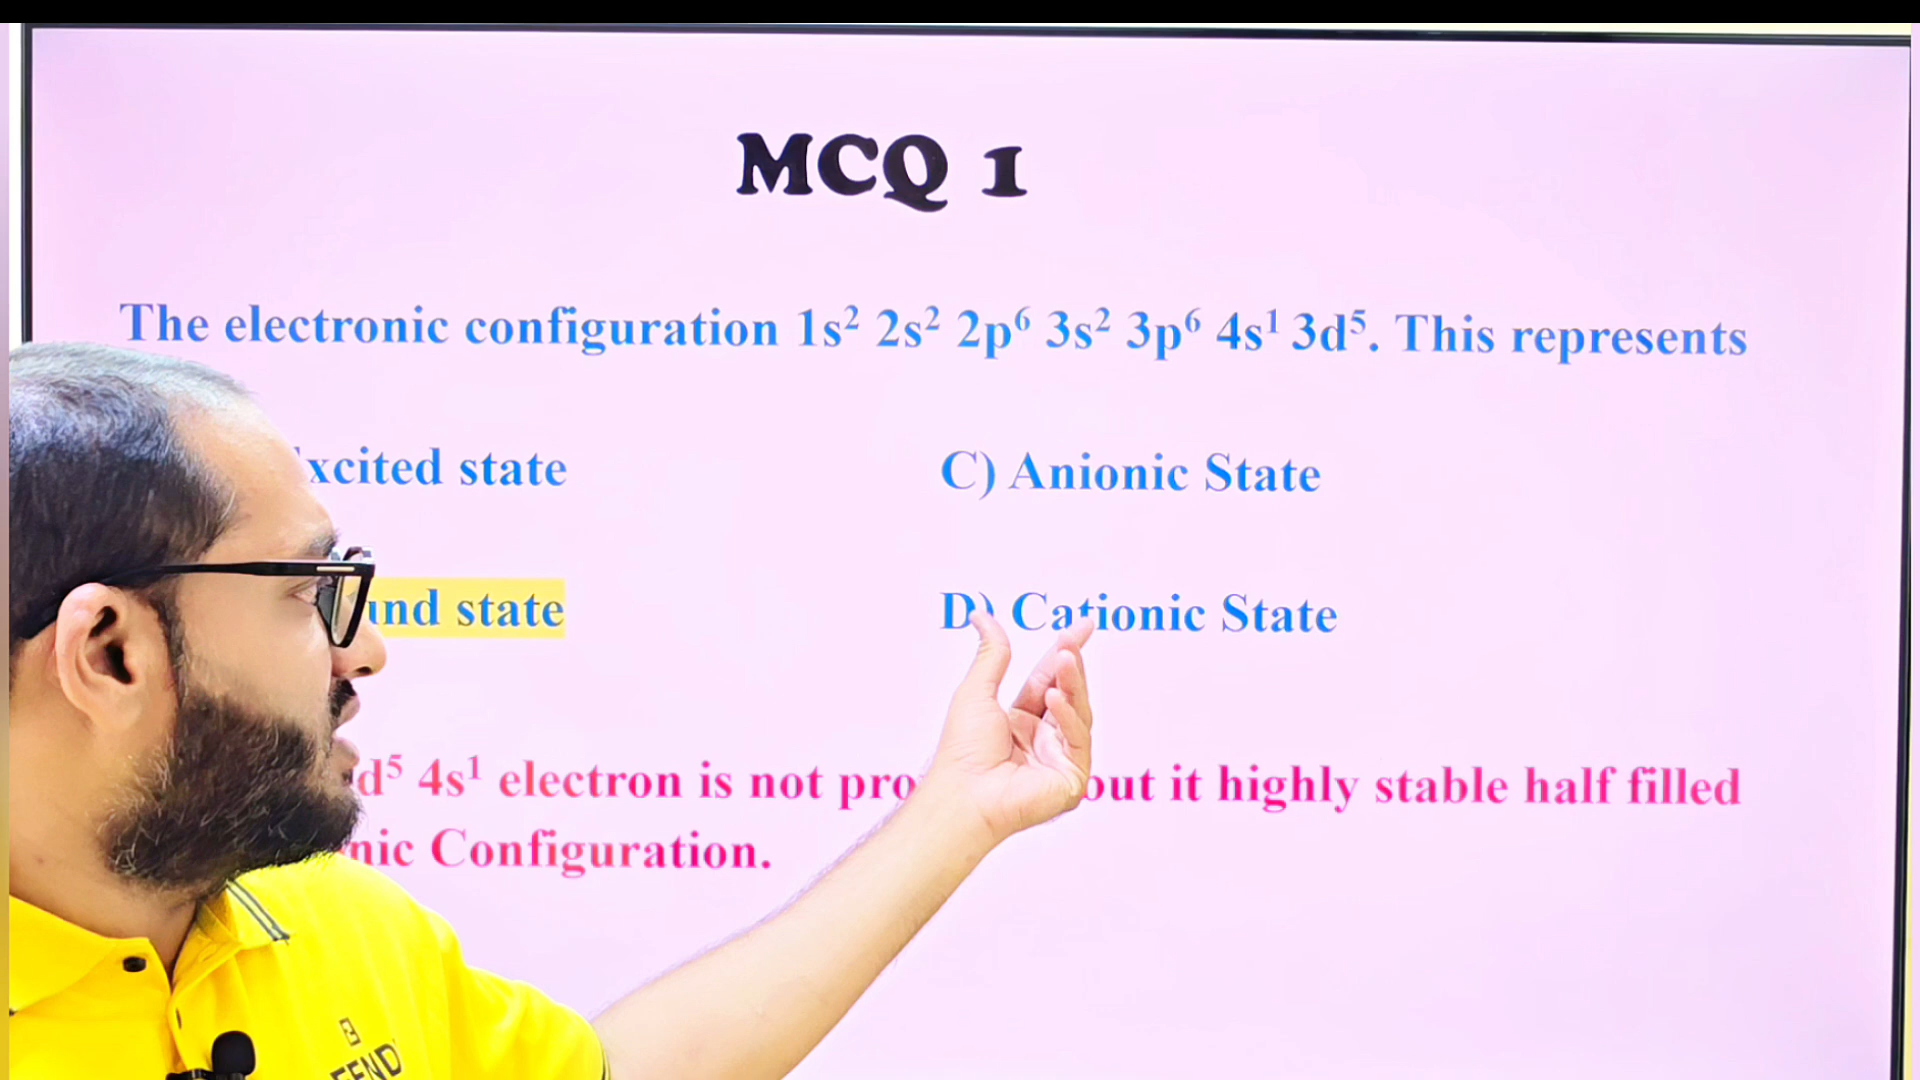 MCQ 1
The electronic configuration 1s² 2s² 2p⁶ 3s² 3p⁶ 4s¹ 3d⁵. This represents
xcited state
C) Anionic State
und state
D) Cationic State
d⁵ 4s¹ electron is not pro out it highly stable half filled
nic Configuration.
FEND